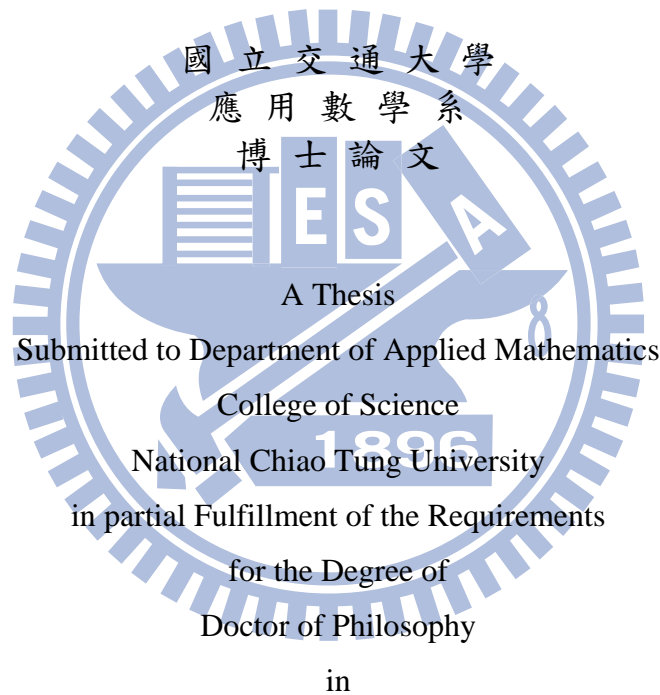 國立交通大學
應用數學系
博士論文
E S A
A Thesis
8
Submitted to Department of Applied Mathematics
College of Science
1896
National Chiao Tung University
in partial Fulfillment of the Requirements
for the Degree of
Doctor of Philosophy
in